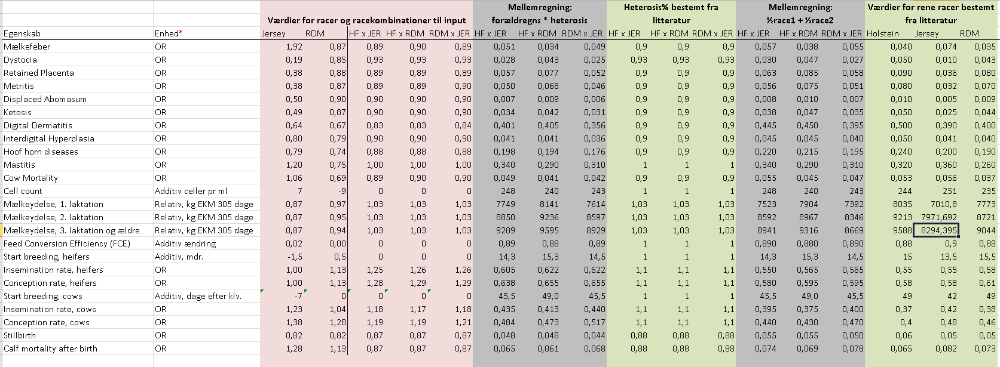 Mellemregning: Heterosis% bestemt fra Mellemregning: Værdier for rene racer bestemt
Værdier for racer og racekombinationer til input forældregns * heterosis litteratur ½race1 + ½race2 fra litteratur
Egenskab Enhed* Jersey RDM HF x JER HF x RDM RDM x JER HF x JER HF x RDM RDM x JER HF x JER HF x RDM RDM x JER HF x JER HF x RDM RDM x JER Holstein Jersey RDM
Mælkefeber OR 1,92 0,87 0,89 0,90 0,89 0,051 0,034 0,049 0,9 0,9 0,9 0,057 0,038 0,055 0,040 0,074 0,035
Dystocia OR 0,19 0,85 0,93 0,93 0,93 0,028 0,043 0,025 0,93 0,93 0,93 0,030 0,047 0,027 0,050 0,010 0,043
Retained Placenta OR 0,38 0,88 0,89 0,89 0,89 0,057 0,077 0,052 0,9 0,9 0,9 0,063 0,085 0,058 0,090 0,036 0,080
Metritis OR 0,38 0,87 0,89 0,89 0,90 0,050 0,068 0,046 0,9 0,9 0,9 0,056 0,075 0,051 0,080 0,032 0,070
Displaced Abomasum OR 0,50 0,90 0,90 0,90 0,90 0,007 0,009 0,006 0,9 0,9 0,9 0,008 0,010 0,007 0,010 0,005 0,009
Ketosis OR 0,49 0,87 0,90 0,90 0,90 0,034 0,042 0,031 0,9 0,9 0,9 0,038 0,047 0,035 0,050 0,025 0,044
Digital Dermatitis OR 0,64 0,67 0,83 0,83 0,84 0,401 0,405 0,356 0,9 0,9 0,9 0,445 0,450 0,395 0,500 0,390 0,400
Interdigital Hyperplasia OR 0,80 0,79 0,90 0,90 0,90 0,041 0,041 0,036 0,9 0,9 0,9 0,045 0,045 0,040 0,050 0,041 0,040
Hoof horn diseases OR 0,79 0,74 0,88 0,88 0,88 0,198 0,194 0,176 0,9 0,9 0,9 0,220 0,215 0,195 0,240 0,200 0,190
Mastitis OR 1,20 0,75 1,00 1,00 1,00 0,340 0,290 0,310 1 1 1 0,340 0,290 0,310 0,320 0,360 0,260
Cow Mortality OR 1,06 0,69 0,89 0,90 0,90 0,049 0,041 0,042 0,9 0,9 0,9 0,055 0,045 0,047 0,053 0,056 0,037
Cell count Additiv celler pr ml 7 -9 0 0 0 248 240 243 1 1 1 248 240 243 244 251 235
Mælkeydelse, 1. laktation Relativ, kg EKM 305 dage 0,87 0,97 1,03 1,03 1,03 7749 8141 7614 1,03 1,03 1,03 7523 7904 7392 8035 7010,8 7773
Mælkeydelse, 2. laktation Relativ, kg EKM 305 dage 0,87 0,95 1,03 1,03 1,03 8850 9236 8597 1,03 1,03 1,03 8592 8967 8346 9213 7971,692 8721
Mælkeydelse, 3. laktation og ældre Relativ, kg EKM 305 dage 0,87 0,94 1,03 1,03 1,03 9209 9595 8929 1,03 1,03 1,03 8941 9316 8669 9588 8294,395 9044
Feed Conversion Efficiency (FCE) Additiv ændring 0,02 0,00 0 0 0 0,89 0,88 0,89 1 1 1 0,890 0,880 0,890 0,88 0,9 0,88
Start breeding, heifers Additiv, mdr. -1,5 0,5 0 0 0 14,3 15,3 14,5 1 1 1 14,3 15,3 14,5 15 13,5 15,5
Insemination rate, heifers OR 1,00 1,13 1,25 1,26 1,26 0,605 0,622 0,622 1,1 1,1 1,1 0,550 0,565 0,565 0,55 0,55 0,58
Conception rate, heifers OR 1,00 1,13 1,28 1,29 1,29 0,638 0,655 0,655 1,1 1,1 1,1 0,580 0,595 0,595 0,58 0,58 0,61
Start breeding, cows Additiv, dage efter klv. -7 0 0 0 0 45,5 49,0 45,5 1 1 1 45,5 49,0 45,5 49 42 49
Insemination rate, cows OR 1,23 1,04 1,18 1,17 1,18 0,435 0,413 0,440 1,1 1,1 1,1 0,395 0,375 0,400 0,37 0,42 0,38
Conception rate, cows OR 1,38 1,28 1,19 1,19 1,21 0,484 0,473 0,517 1,1 1,1 1,1 0,440 0,430 0,470 0,4 0,48 0,46
Stillbirth OR 0,82 0,82 0,87 0,87 0,87 0,048 0,048 0,044 0,88 0,88 0,88 0,055 0,055 0,050 0,06 0,05 0,05
Calf mortality after birth OR 1,28 1,13 0,87 0,87 0,87 0,065 0,061 0,068 0,88 0,88 0,88 0,074 0,069 0,078 0,065 0,082 0,073